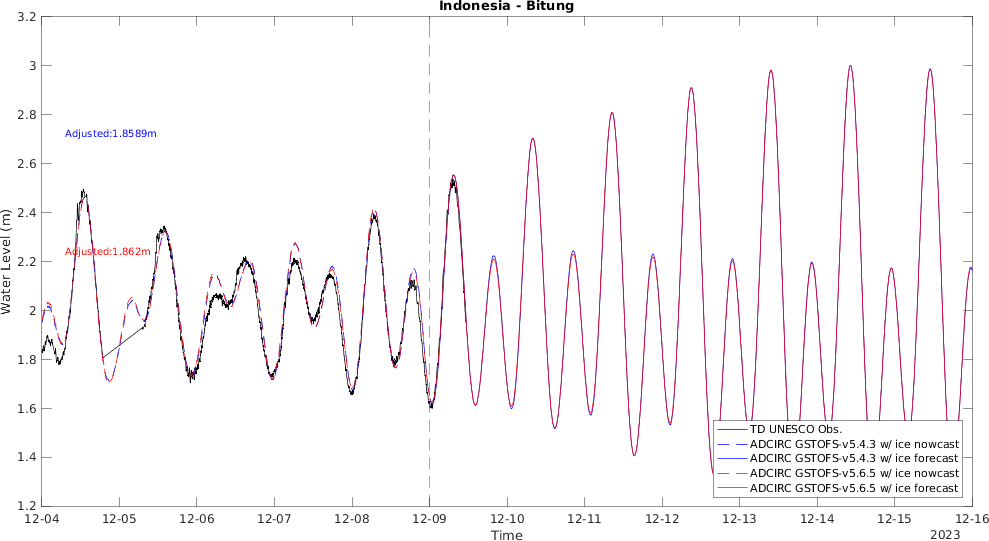 Indonesia - Bitung
3.2
3
2.8
2.6
2.4
2.2
2
1.8
1.6
1.4
1.2
Water Level (m)
Adjusted:1.8589m
Adjusted:1.862m
TD UNESCO Obs.
ADCIRC GSTOFS-v5.4.3 w/ ice nowcast
ADCIRC GSTOFS-v5.4.3 w/ ice forecast
ADCIRC GSTOFS-v5.6.5 w/ ice nowcast
ADCIRC GSTOFS-v5.6.5 w/ ice forecast
12-04 12-05 12-06 12-07 12-08 12-09 12-10 12-11 12-12 12-13 12-14 12-15 12-16
Time
2023